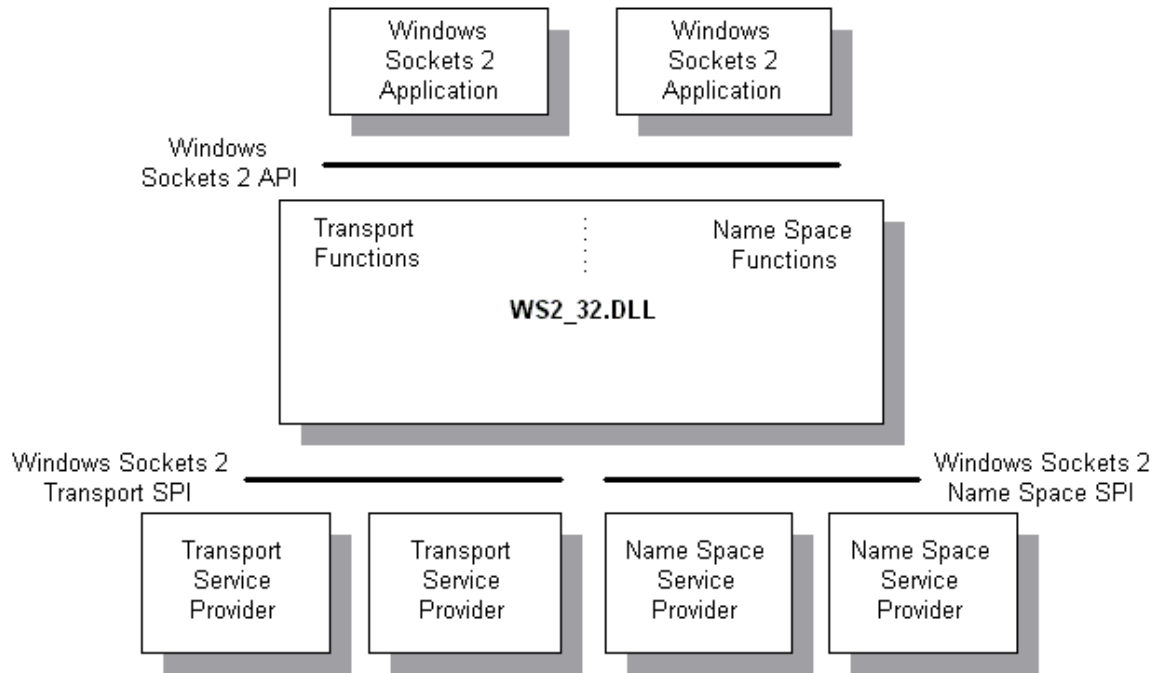 Windows
Sockets 2
Application
Windows
Sockets 2
Application
Windows
Sockets 2 API
Transport
Functions
Name Space
Functions
WS2_32.DLL
Windows Sockets 2
Transport SPI
Windows Sockets 2
Name Space SPI
Transport
Service
Provider
Transport
Service
Provider
Name Space
Service
Provider
Name Space
Service
Provider